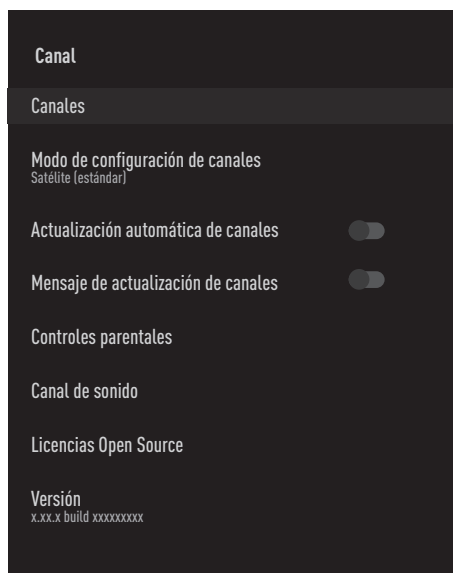 Canal
Canales
Modo de configuración de canales
Satélite (estándar)
Actualización automática de canales
Mensaje de actualización de canales
Controles parentales
Canal de sonido
Licencias Open Source
Versión
x.xx.x build xxxxxxxxx